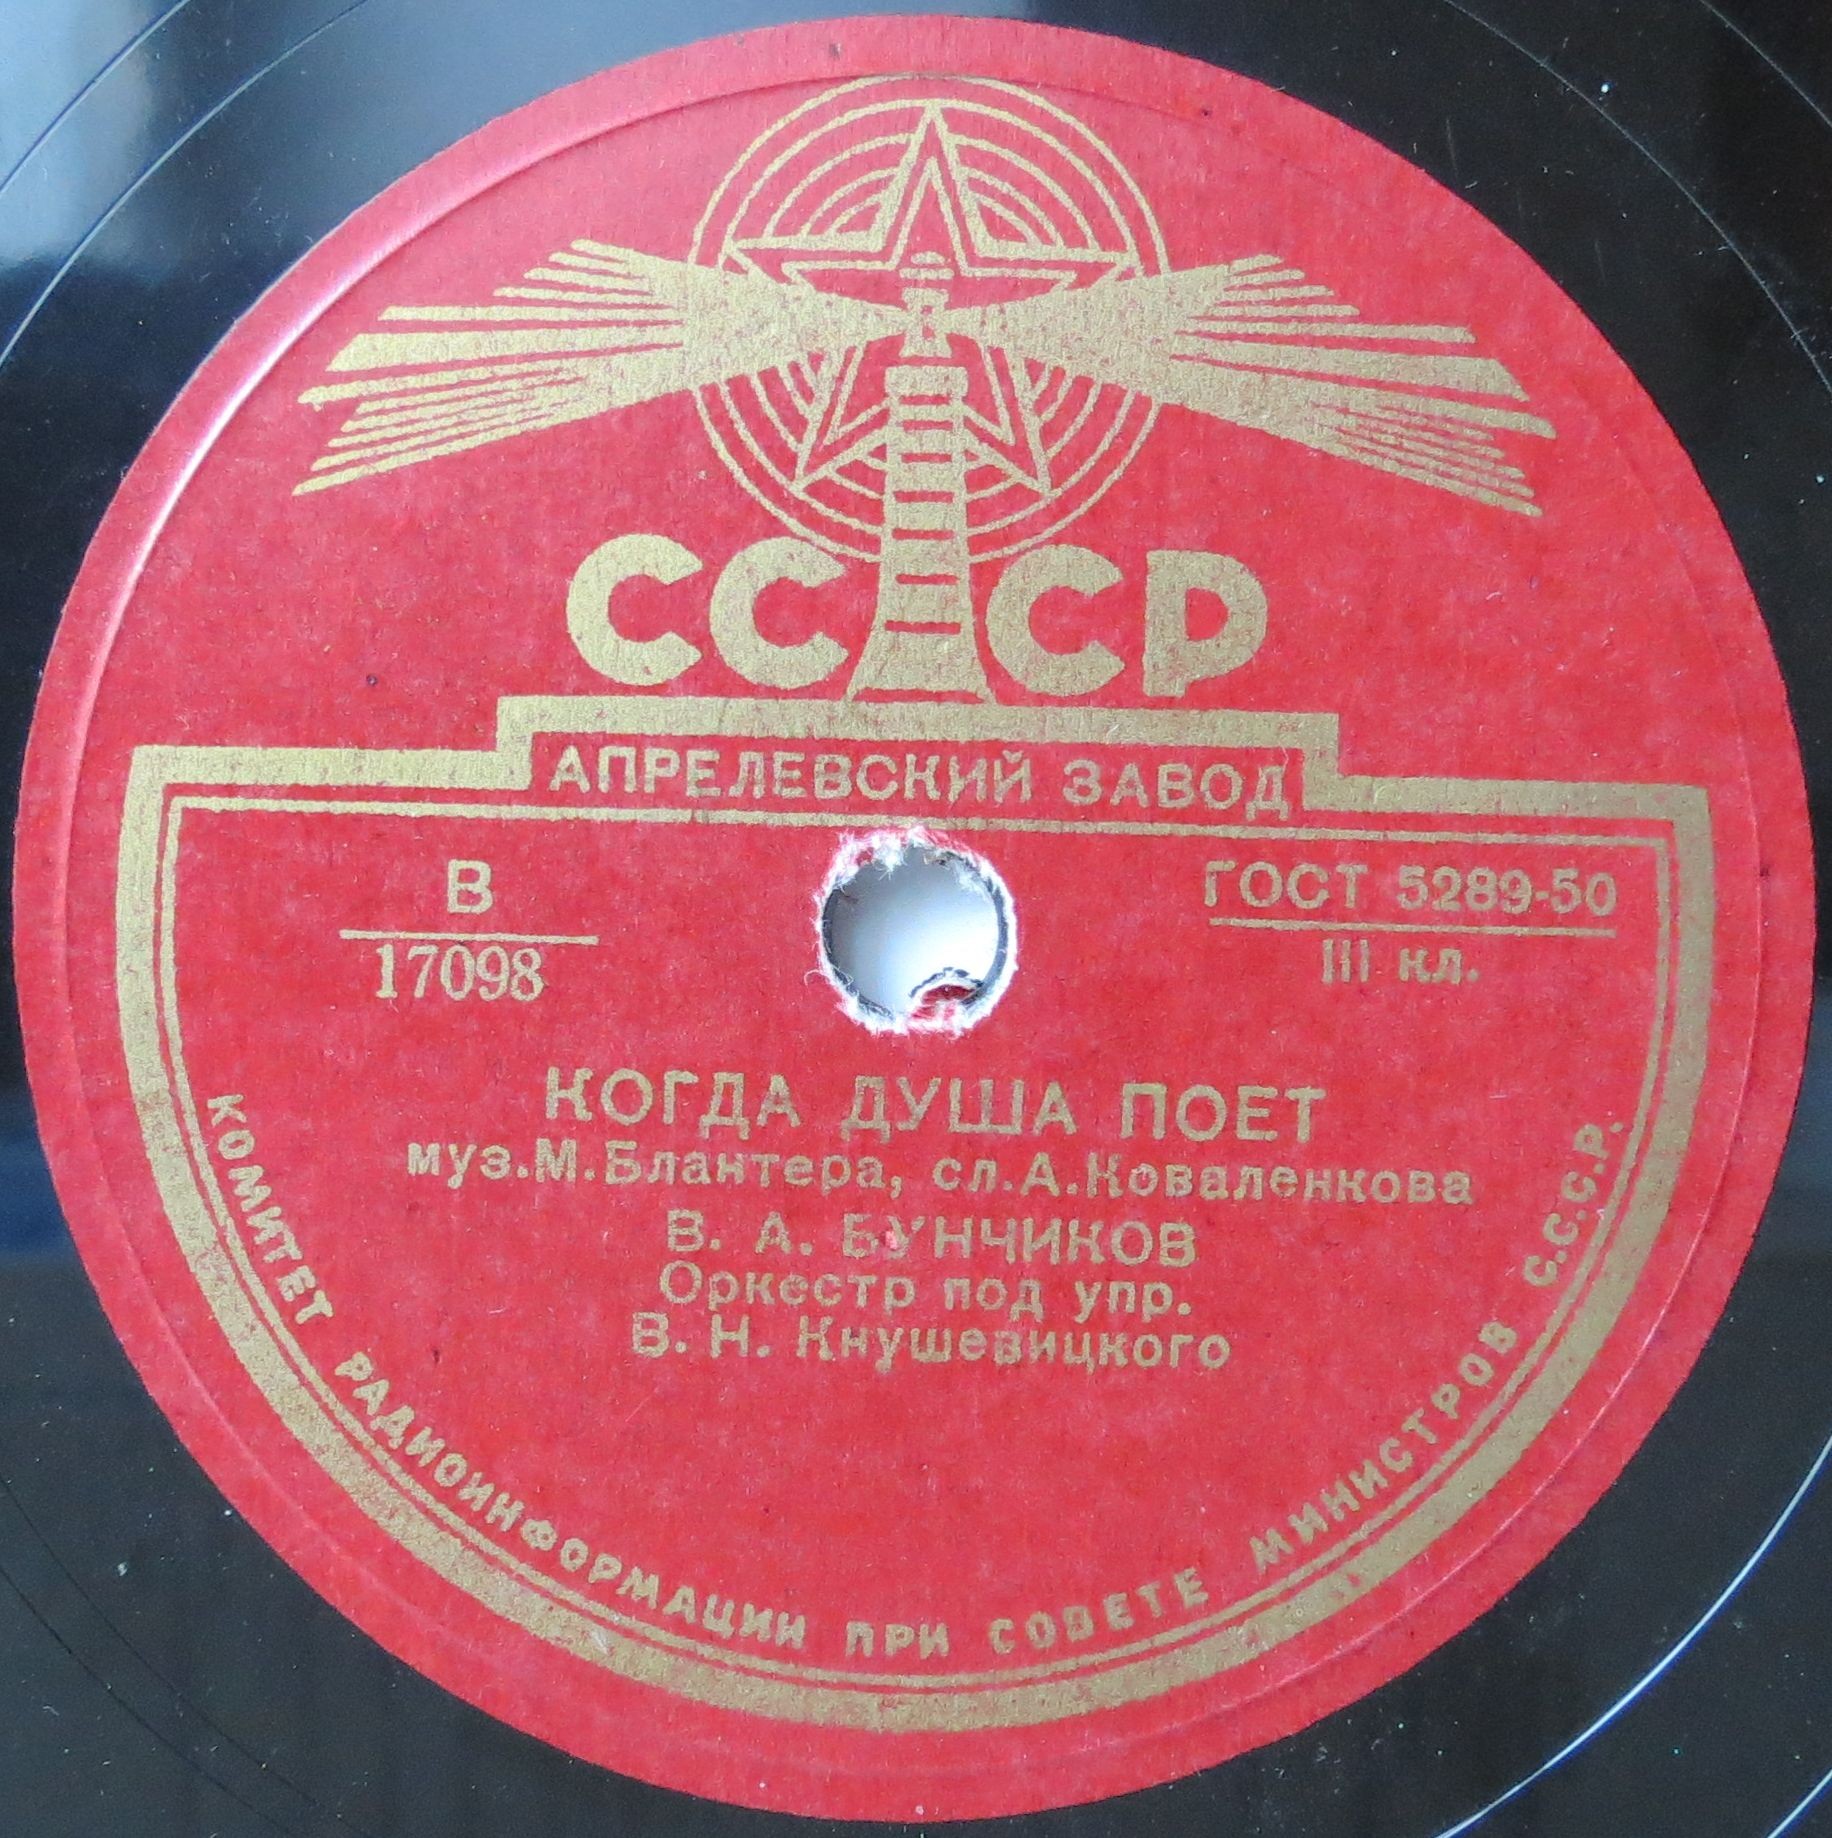 СССР
АПРЕЛЕВСКИЙ ЗАВОД
В
17098
ГОСТ 5289-50
III кл.
КОГДА ДУША ПОЕТ
муз.М.Блантера, сл.А.Коваленкова
В. А. БУНЧИКОВ
Оркестр под упр.
В. Н. Кнушевицкого
КОМИТЕТ РАДИОИНФОРМАЦИИ ПРИ СОВЕТЕ МИНИСТРОВ С.С.С.Р.